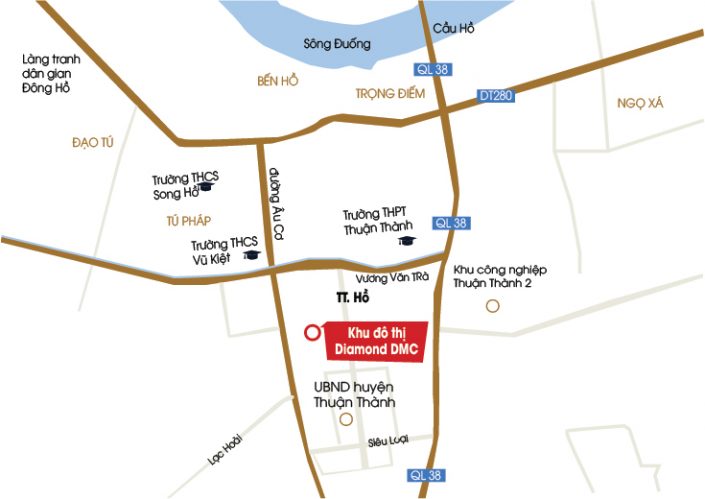 Cầu Hồ
Sông Đuống
Làng tranh
dân gian
Đông Hồ
QL 38
BẾN HỒ
TRỌNG ĐIỂM
DT280
NGỌ XÁ
ĐẠO TÚ
Trường THCS
Song Hồ
đường Âu Cơ
TÚ PHÁP
Trường THPT
Thuận Thành
QL 38
Trường THCS
Vũ Kiệt
Vương Văn TRà
Khu công nghiệp
Thuận Thành 2
TT. Hồ
Khu đô thị
Diamond DMC
UBND huyện
Thuận Thành
Lạc Hoài
Siêu Loại
QL 38